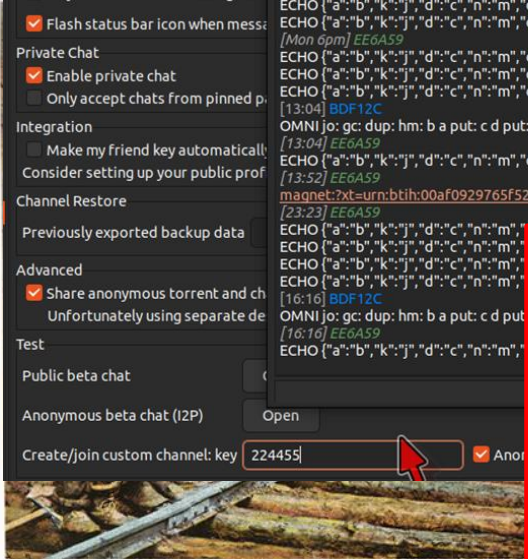 Flash status bar icon when messa
Private Chat
Enable private chat
Only accept chats from pinned pa
Integration
Make my friend key automatically
Consider setting up your public prof
Channel Restore
Previously exported backup data
Advanced
Share anonymous torrent and ch
Unfortunately using separate de
Test
Public beta chat
Anonymous beta chat (I2P) Open
Create/join custom channel: key 224455 Anor
ECHO {"a":"b","k":"j","d":"c","n":"m","
ECHO {"a":"b","k":"j","d":"c","n":"m","
[Mon 6pm] EE6A59
ECHO {"a":"b","k":"j","d":"c","n":"m","
ECHO {"a":"b","k":"j","d":"c","n":"m","
ECHO {"a":"b","k":"j","d":"c","n":"m","
[13:04] BDF12C
OMNI jo: gc: dup: hm: b a put: c d put:
[13:04] EE6A59
ECHO {"a":"b","k":"j","d":"c","n":"m","
[13:52] EE6A59
magnet:?xt=urn:btih:00af0929765f52
[23:23] EE6A59
ECHO {"a":"b","k":"j","d":"c","n":"m","
ECHO {"a":"b","k":"j","d":"c","n":"m","
ECHO {"a":"b","k":"j","d":"c","n":"m","
ECHO {"a":"b","k":"j","d":"c","n":"m","
[16:16] BDF12C
OMNI jo: gc: dup: hm: b a put: c d put
[16:16] EE6A59
ECHO {"a":"b","k":"j","d":"c","n":"m","